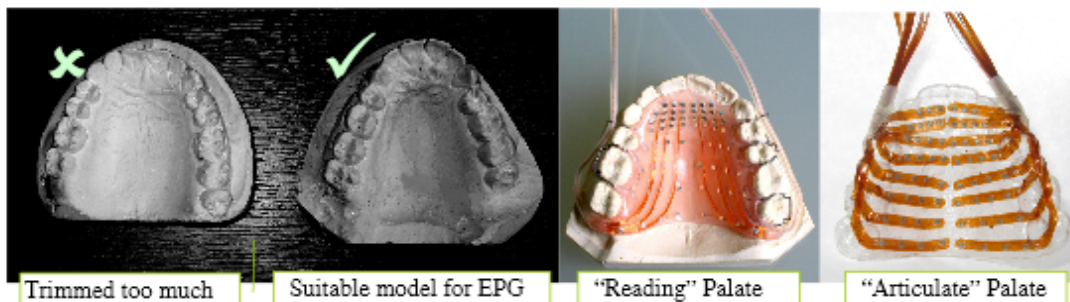 Trimmed too much
Suitable model for EPG
“Reading” Palate
“Articulate” Palate